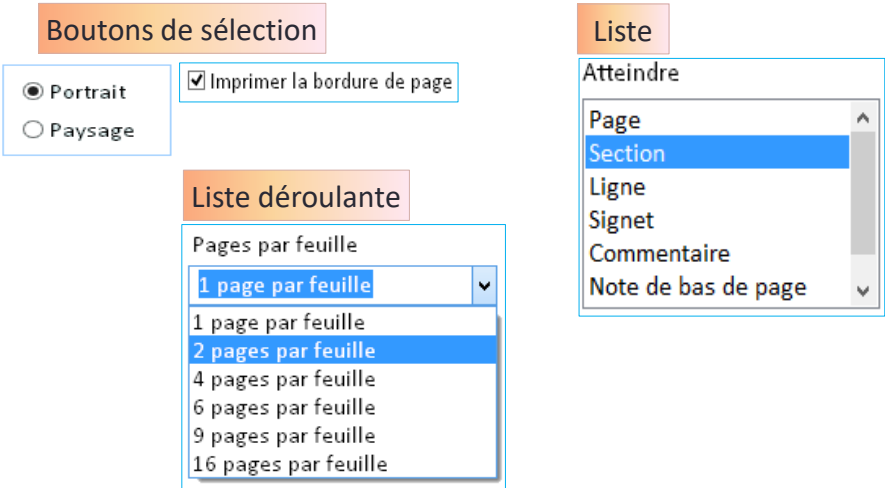 Boutons de sélection
Portrait
Paysage
Imprimer la bordure de page
Liste déroulante
Pages par feuille
1 page par feuille
1 page par feuille
2 pages par feuille
4 pages par feuille
6 pages par feuille
9 pages par feuille
16 pages par feuille
Liste
Atteindre
Page
Section
Ligne
Signet
Commentaire
Note de bas de page